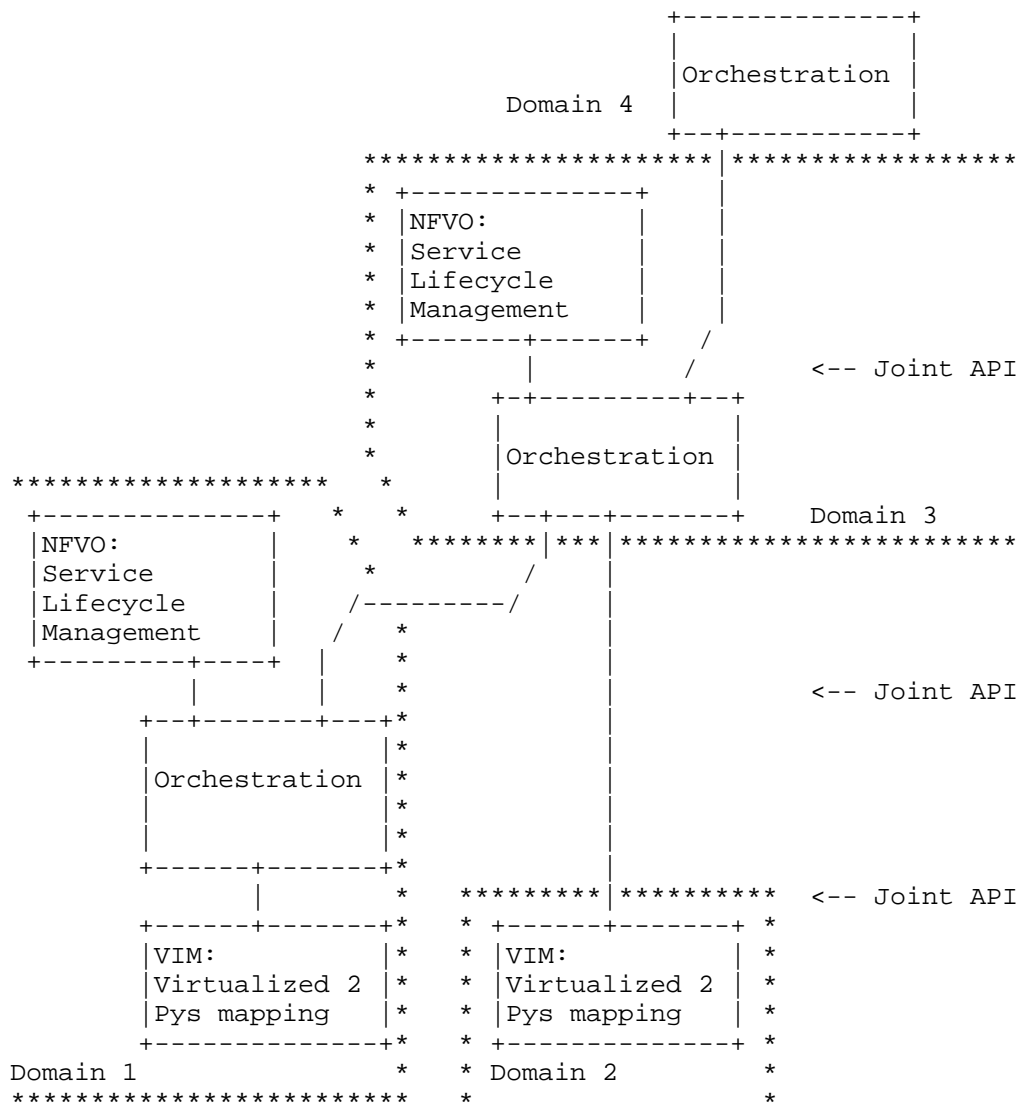 Orchestration
Domain 4
NFVO:
Service
Lifecycle
Management
<-- Joint API
Orchestration
Domain 3
NFVO:
Service
Lifecycle
Management
<-- Joint API
Orchestration
<-- Joint API
VIM:
Virtualized 2
Pys mapping
VIM:
Virtualized 2
Pys mapping
Domain 1
Domain 2